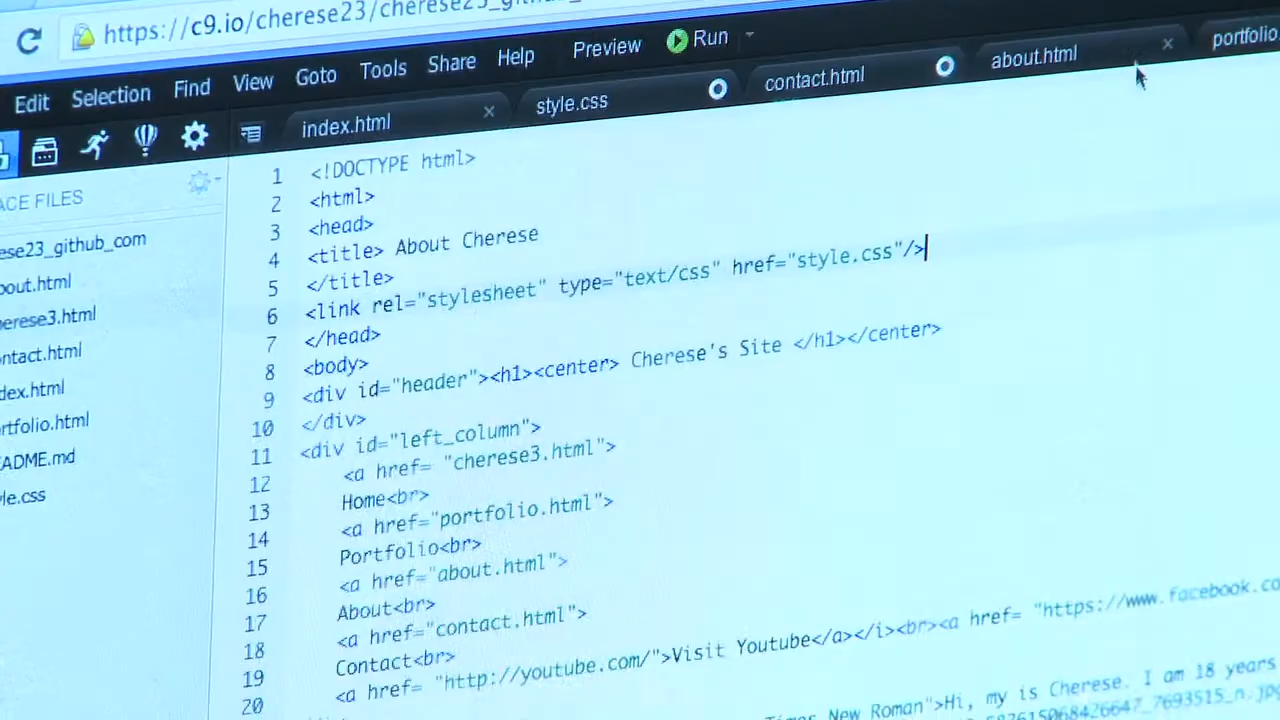 https://c9.io/cherese23/cherese23_github_
Edit Selection Find View Goto Tools Share Help Preview Run
index.html style.css contact.html about.html portfolio.
ACE FILES
ese23_github_com
out.html
erese3.html
ntact.html
dex.html
rtfolio.html
ADME.md
le.css
1 <!DOCTYPE html>
2 <html>
3 <head>
4 <title> About Cherese
5 </title>
6 <link rel="stylesheet" type="text/css" href="style.css"/>
7 </head>
8 <body>
9 <div id="header"><h1><center> Cherese's Site </h1></center>
10 </div>
11 <div id="left_column">
12 <a href= "cherese3.html">
13 Home<br>
14 <a href="portfolio.html">
15 Portfolio<br>
16 <a href="about.html">
17 About<br>
18 <a href="contact.html">
19 Contact<br>
20 <a href= "http://youtube.com/">Visit Youtube</a></i><br><a href= "https://www.facebook.co
New Roman">Hi, my is Cherese. I am 18 years